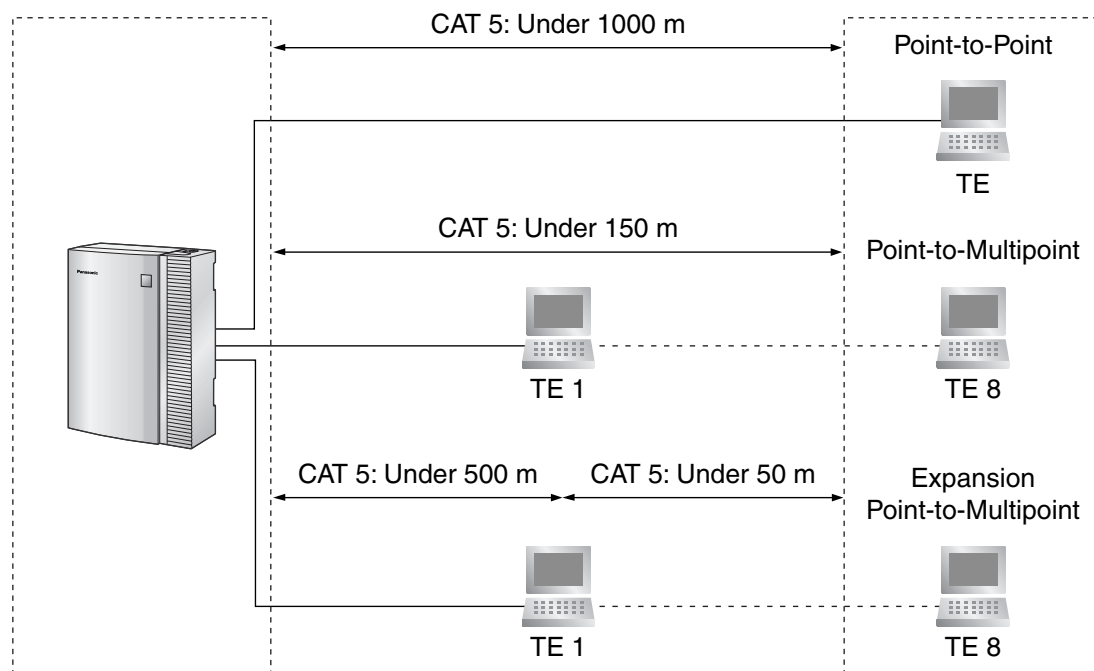 CAT 5: Under 1000 m
Point-to-Point
TE
CAT 5: Under 150 m
Point-to-Multipoint
Panasonic
TE 1
TE 8
CAT 5: Under 500 m
CAT 5: Under 50 m
Expansion
Point-to-Multipoint
TE 1
TE 8